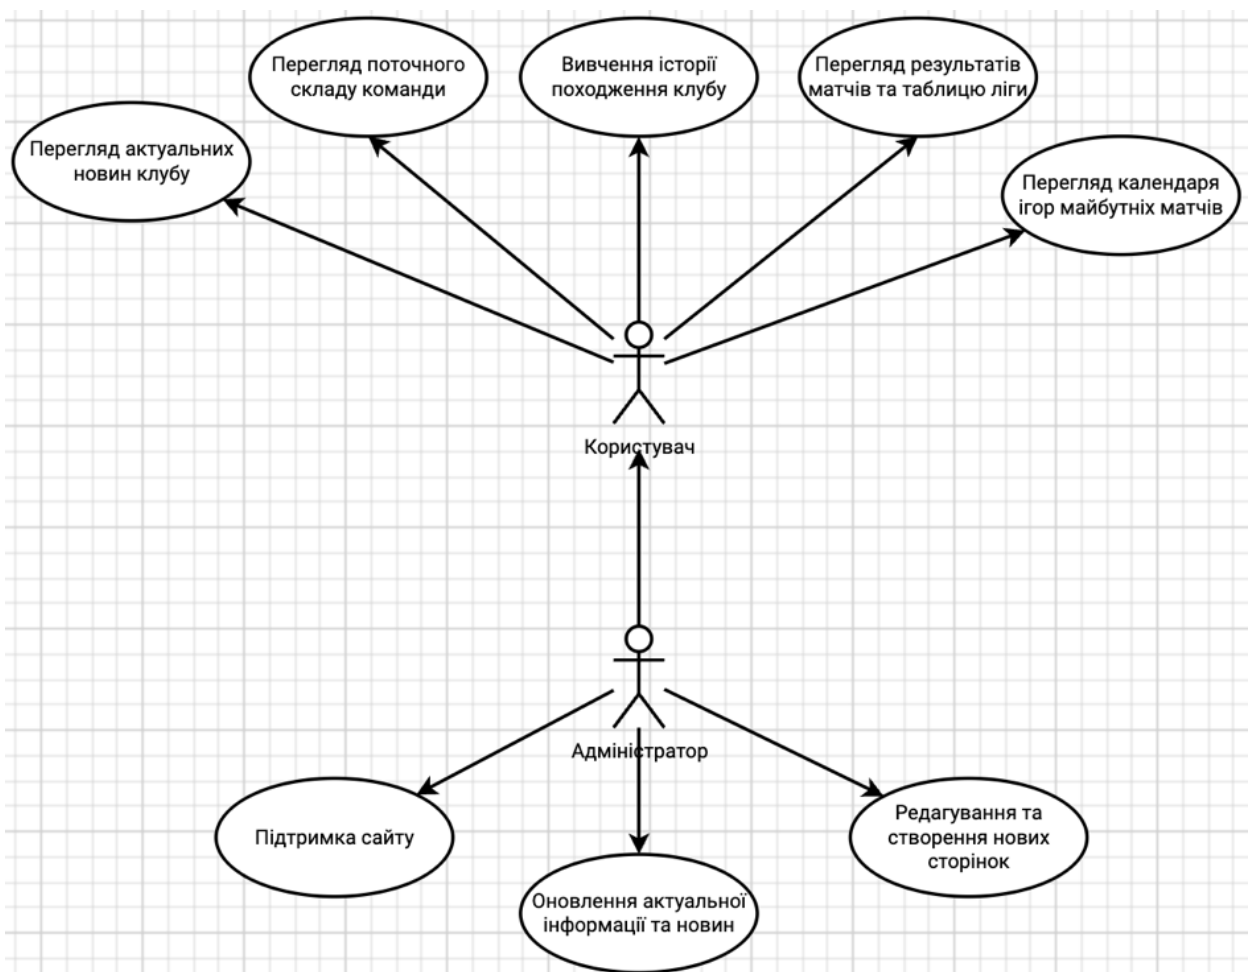 Перегляд поточного
складу команди
Вивчення історії
походження клубу
Перегляд результатів
матчів та таблицю ліги
Перегляд актуальних
новин клубу
Перегляд календаря
ігор майбутніх матчів
Користувач
Адміністратор
Підтримка сайту
Редагування та
створення нових
сторінок
Оновлення актуальної
інформації та новин